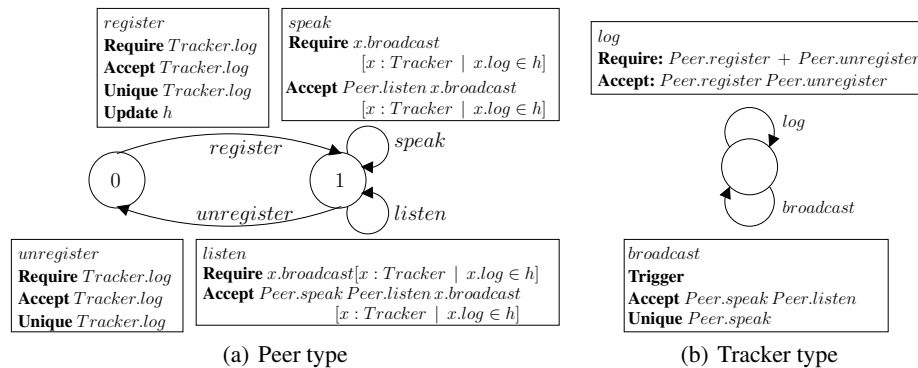 register
Require Tracker.log
Accept Tracker.log
Unique Tracker.log
Update h
speak
Require x.broadcast
[x : Tracker | x.log ∈ h]
Accept Peer.listen x.broadcast
[x : Tracker | x.log ∈ h]
register
speak
0
1
unregister
listen
unregister
Require Tracker.log
Accept Tracker.log
Unique Tracker.log
listen
Require x.broadcast[x : Tracker | x.log ∈ h]
Accept Peer.speak Peer.listen x.broadcast
[x : Tracker | x.log ∈ h]
(a) Peer type
log
Require: Peer.register + Peer.unregister
Accept: Peer.register Peer.unregister
log
broadcast
broadcast
Trigger
Accept Peer.speak Peer.listen
Unique Peer.speak
(b) Tracker type